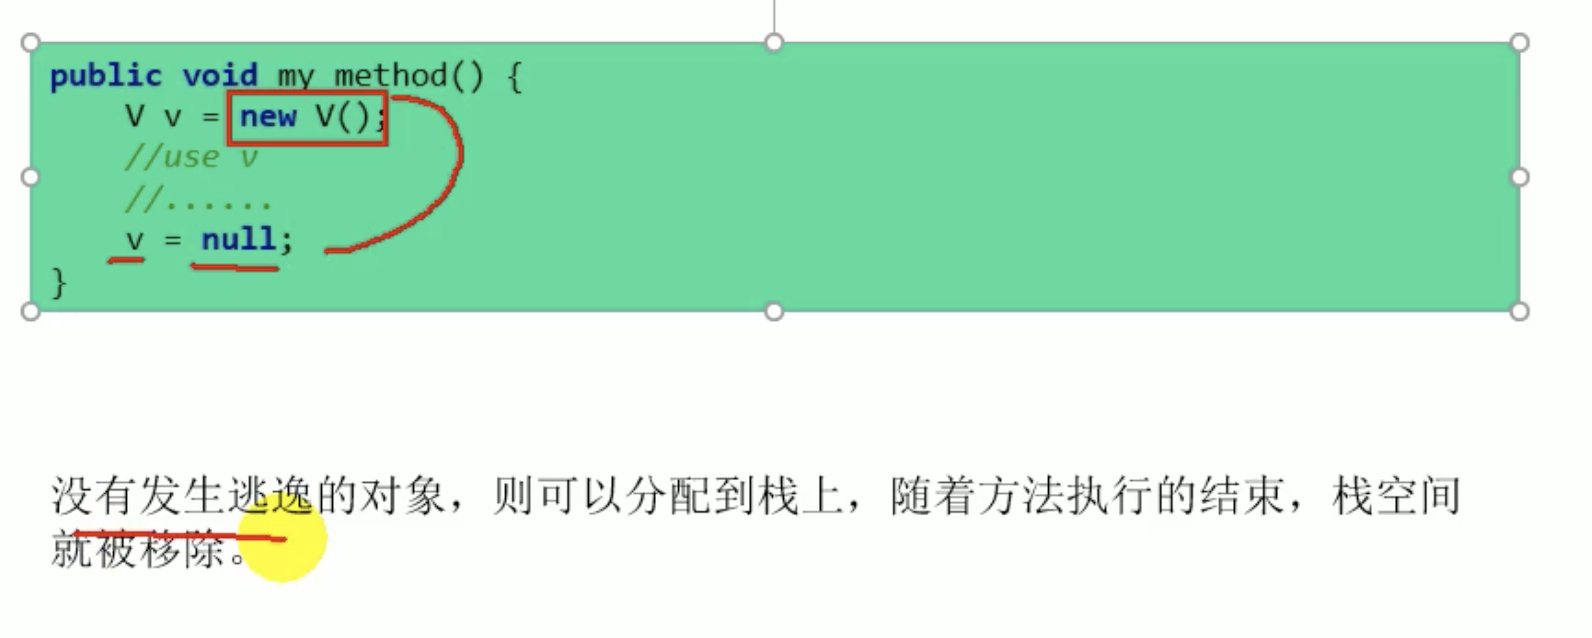 public void my_method() {
V v = new V();
//use v
//......
v = null;
}
没有发生逃逸的对象，则可以分配到栈上，随着方法执行的结束，栈空间
就被移除。